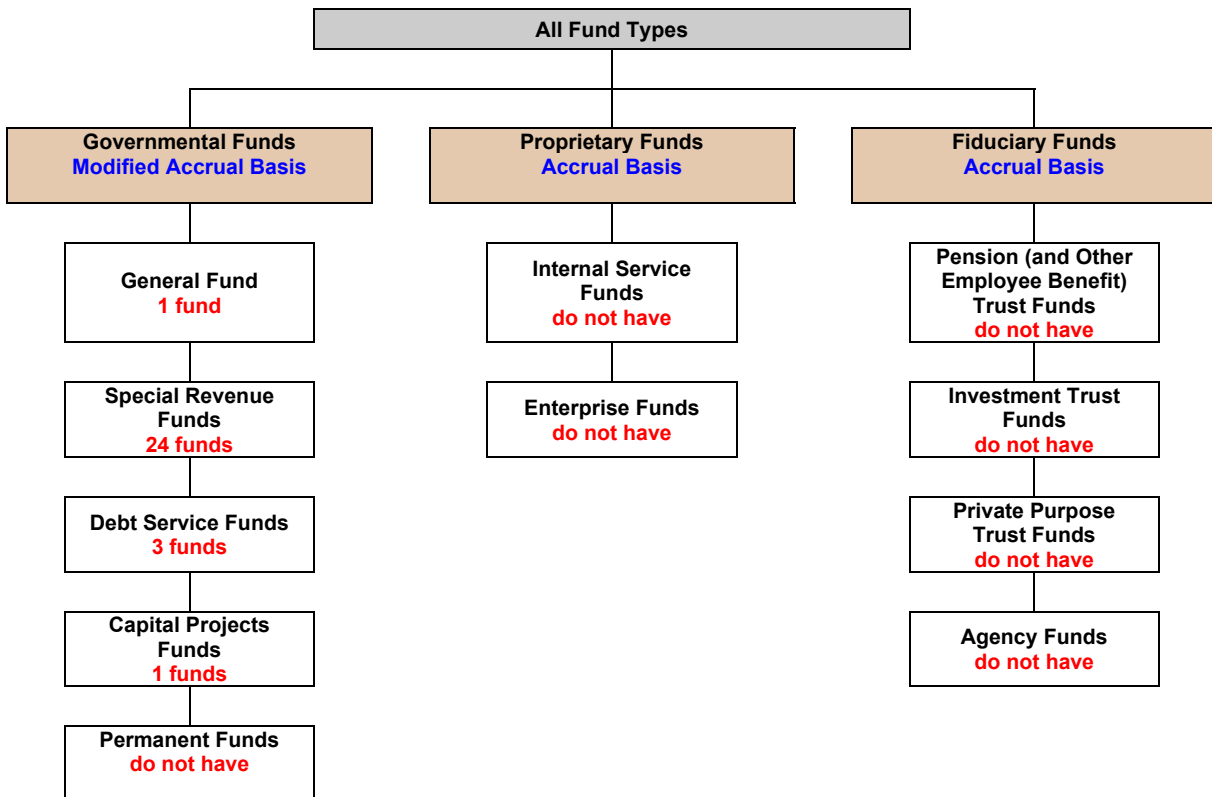 All Fund Types
Governmental Funds
Modified Accrual Basis
Proprietary Funds
Accrual Basis
Fiduciary Funds
Accrual Basis
General Fund
1 fund
Internal Service
Funds
do not have
Pension (and Other
Employee Benefit)
Trust Funds
do not have
Special Revenue
Funds
24 funds
Enterprise Funds
do not have
Investment Trust
Funds
do not have
Debt Service Funds
3 funds
Private Purpose
Trust Funds
do not have
Capital Projects
Funds
1 funds
Agency Funds
do not have
Permanent Funds
do not have